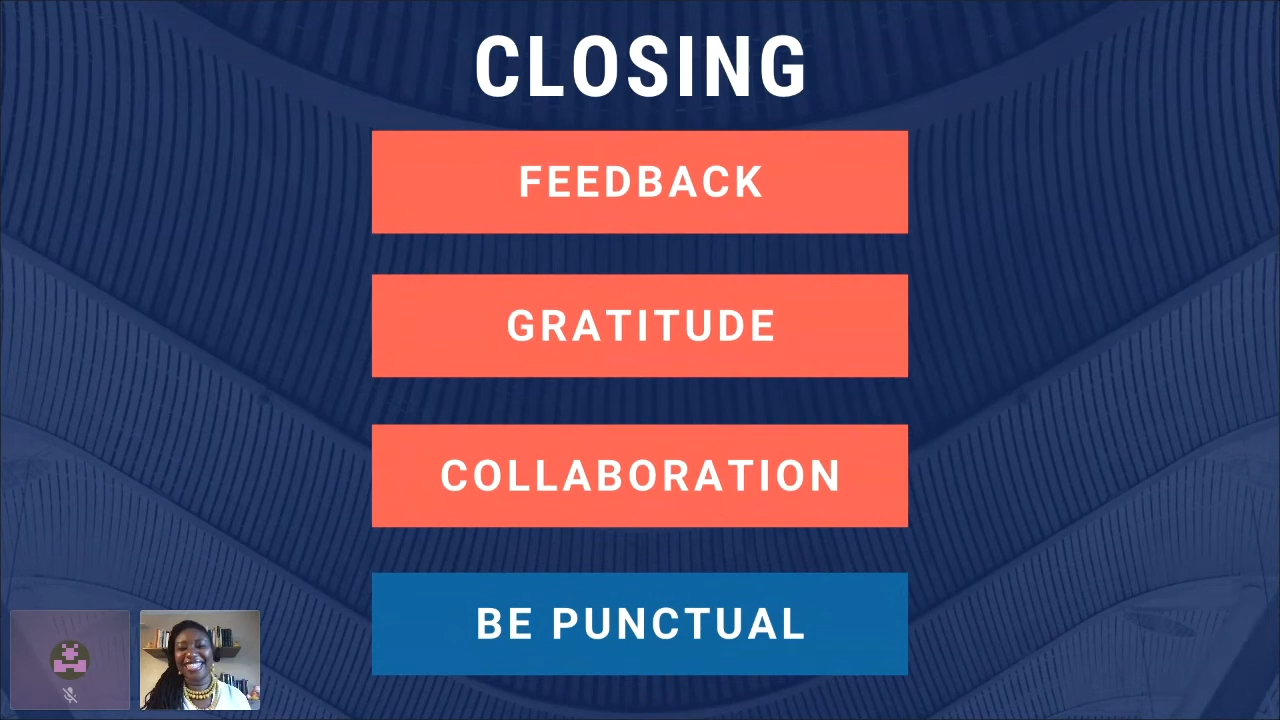 CLOSING
FEEDBACK
GRATITUDE
COLLABORATION
BE PUNCTUAL